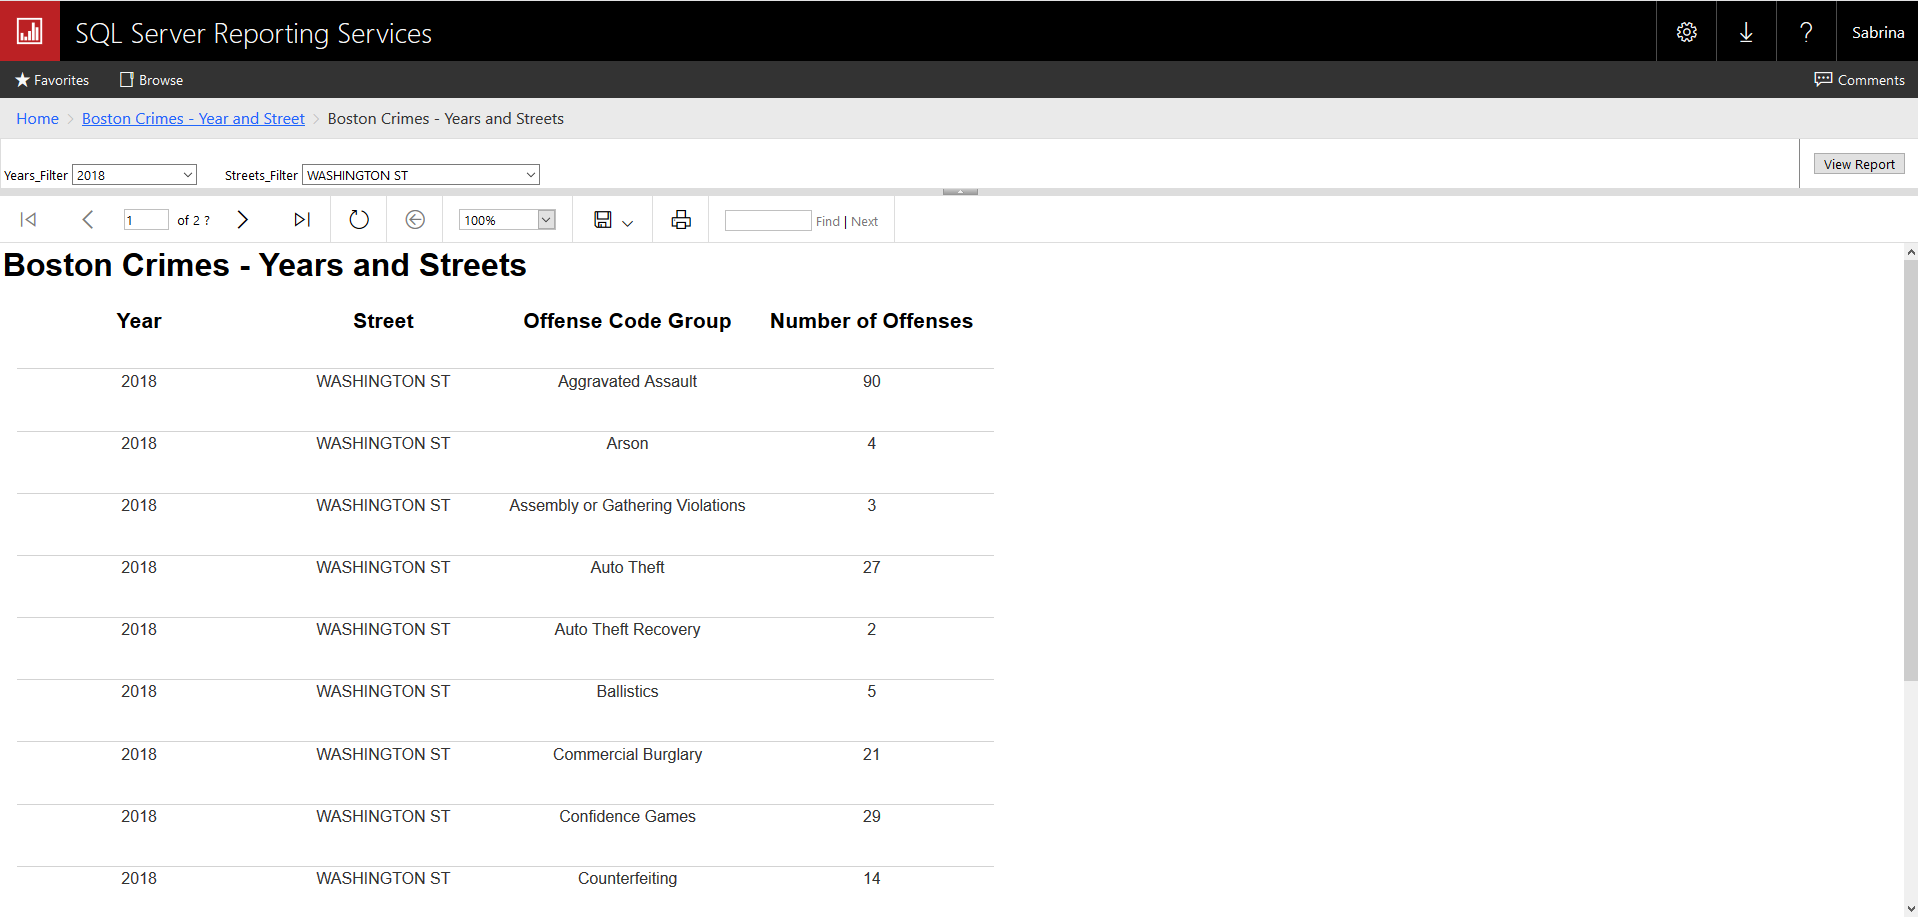 SQL Server Reporting Services
Sabrina
Favorites Browse Comments
Home > Boston Crimes - Year and Street > Boston Crimes - Years and Streets
Years_Filter 2018 Streets_Filter WASHINGTON ST View Report
1 of 2 ? 100% Find | Next
Boston Crimes - Years and Streets
Year Street Offense Code Group Number of Offenses
2018 WASHINGTON ST Aggravated Assault 90
2018 WASHINGTON ST Arson 4
2018 WASHINGTON ST Assembly or Gathering Violations 3
2018 WASHINGTON ST Auto Theft 27
2018 WASHINGTON ST Auto Theft Recovery 2
2018 WASHINGTON ST Ballistics 5
2018 WASHINGTON ST Commercial Burglary 21
2018 WASHINGTON ST Confidence Games 29
2018 WASHINGTON ST Counterfeiting 14